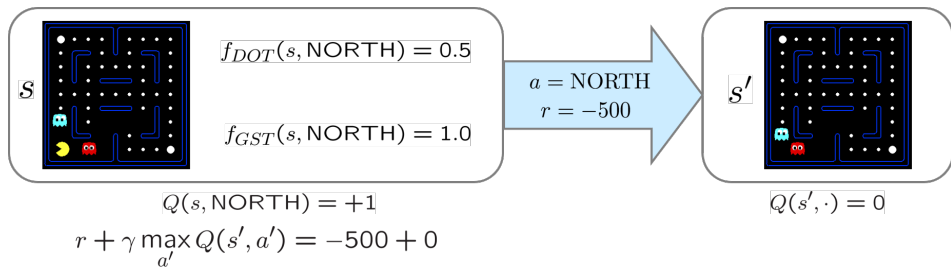 s
f_{DOT}(s, NORTH) = 0.5
f_{GST}(s, NORTH) = 1.0
a = NORTH
r = −500
s′
Q(s, NORTH) = +1
Q(s′, ·) = 0
r + γ max_{a′} Q(s′, a′) = −500 + 0